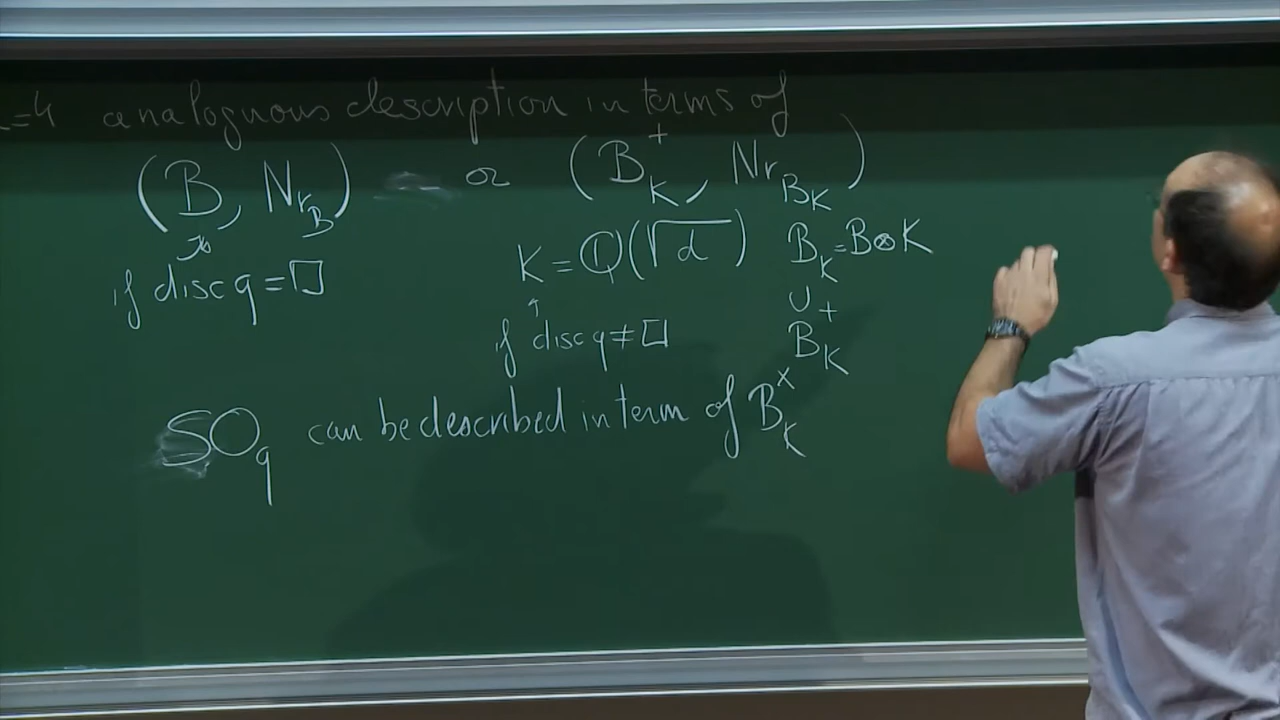 =4 analoguous description in terms of
(B, Nr_B) or (B_K^+, Nr_{B_K})
K = Q(√d) B_K = B⊗K
if disc q = □ ∪
if disc q ≠ □ B_K^+
SO_q can be described in term of B_K^×